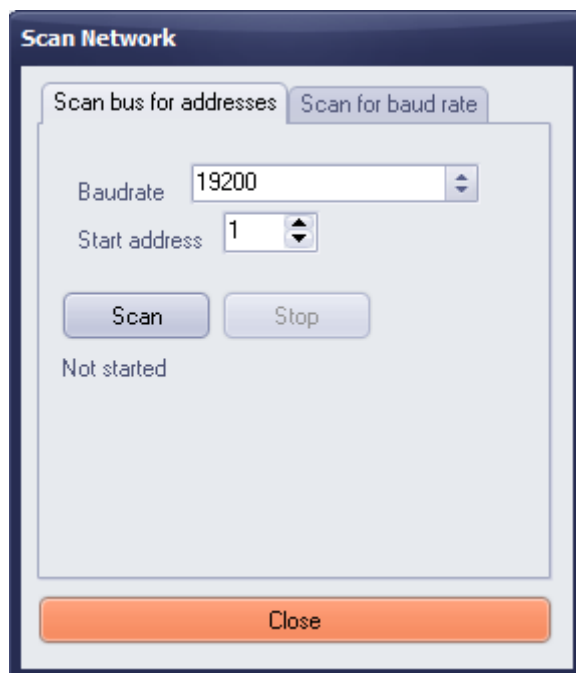 Scan Network
Scan bus for addresses Scan for baud rate
Baudrate 19200
Start address 1
Scan Stop
Not started
Close